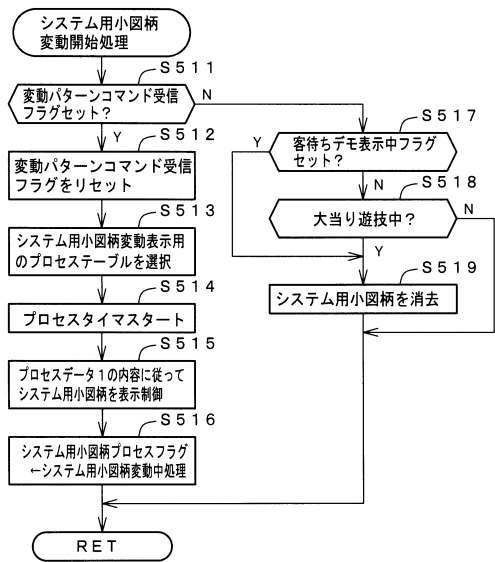 システム用小図柄
変動開始処理
S511
変動パターンコマンド受信
フラグセット？
N
Y
S512
変動パターンコマンド受信
フラグをリセット
S513
システム用小図柄変動表示用
のプロセステーブルを選択
S514
プロセスタイマスタート
S515
プロセスデータ１の内容に従って
システム用小図柄を表示制御
S516
システム用小図柄プロセスフラグ
←システム用小図柄変動中処理
S517
客待ちデモ表示中フラグ
セット？
Y
N
S518
大当り遊技中？
N
Y
S519
システム用小図柄を消去
RET